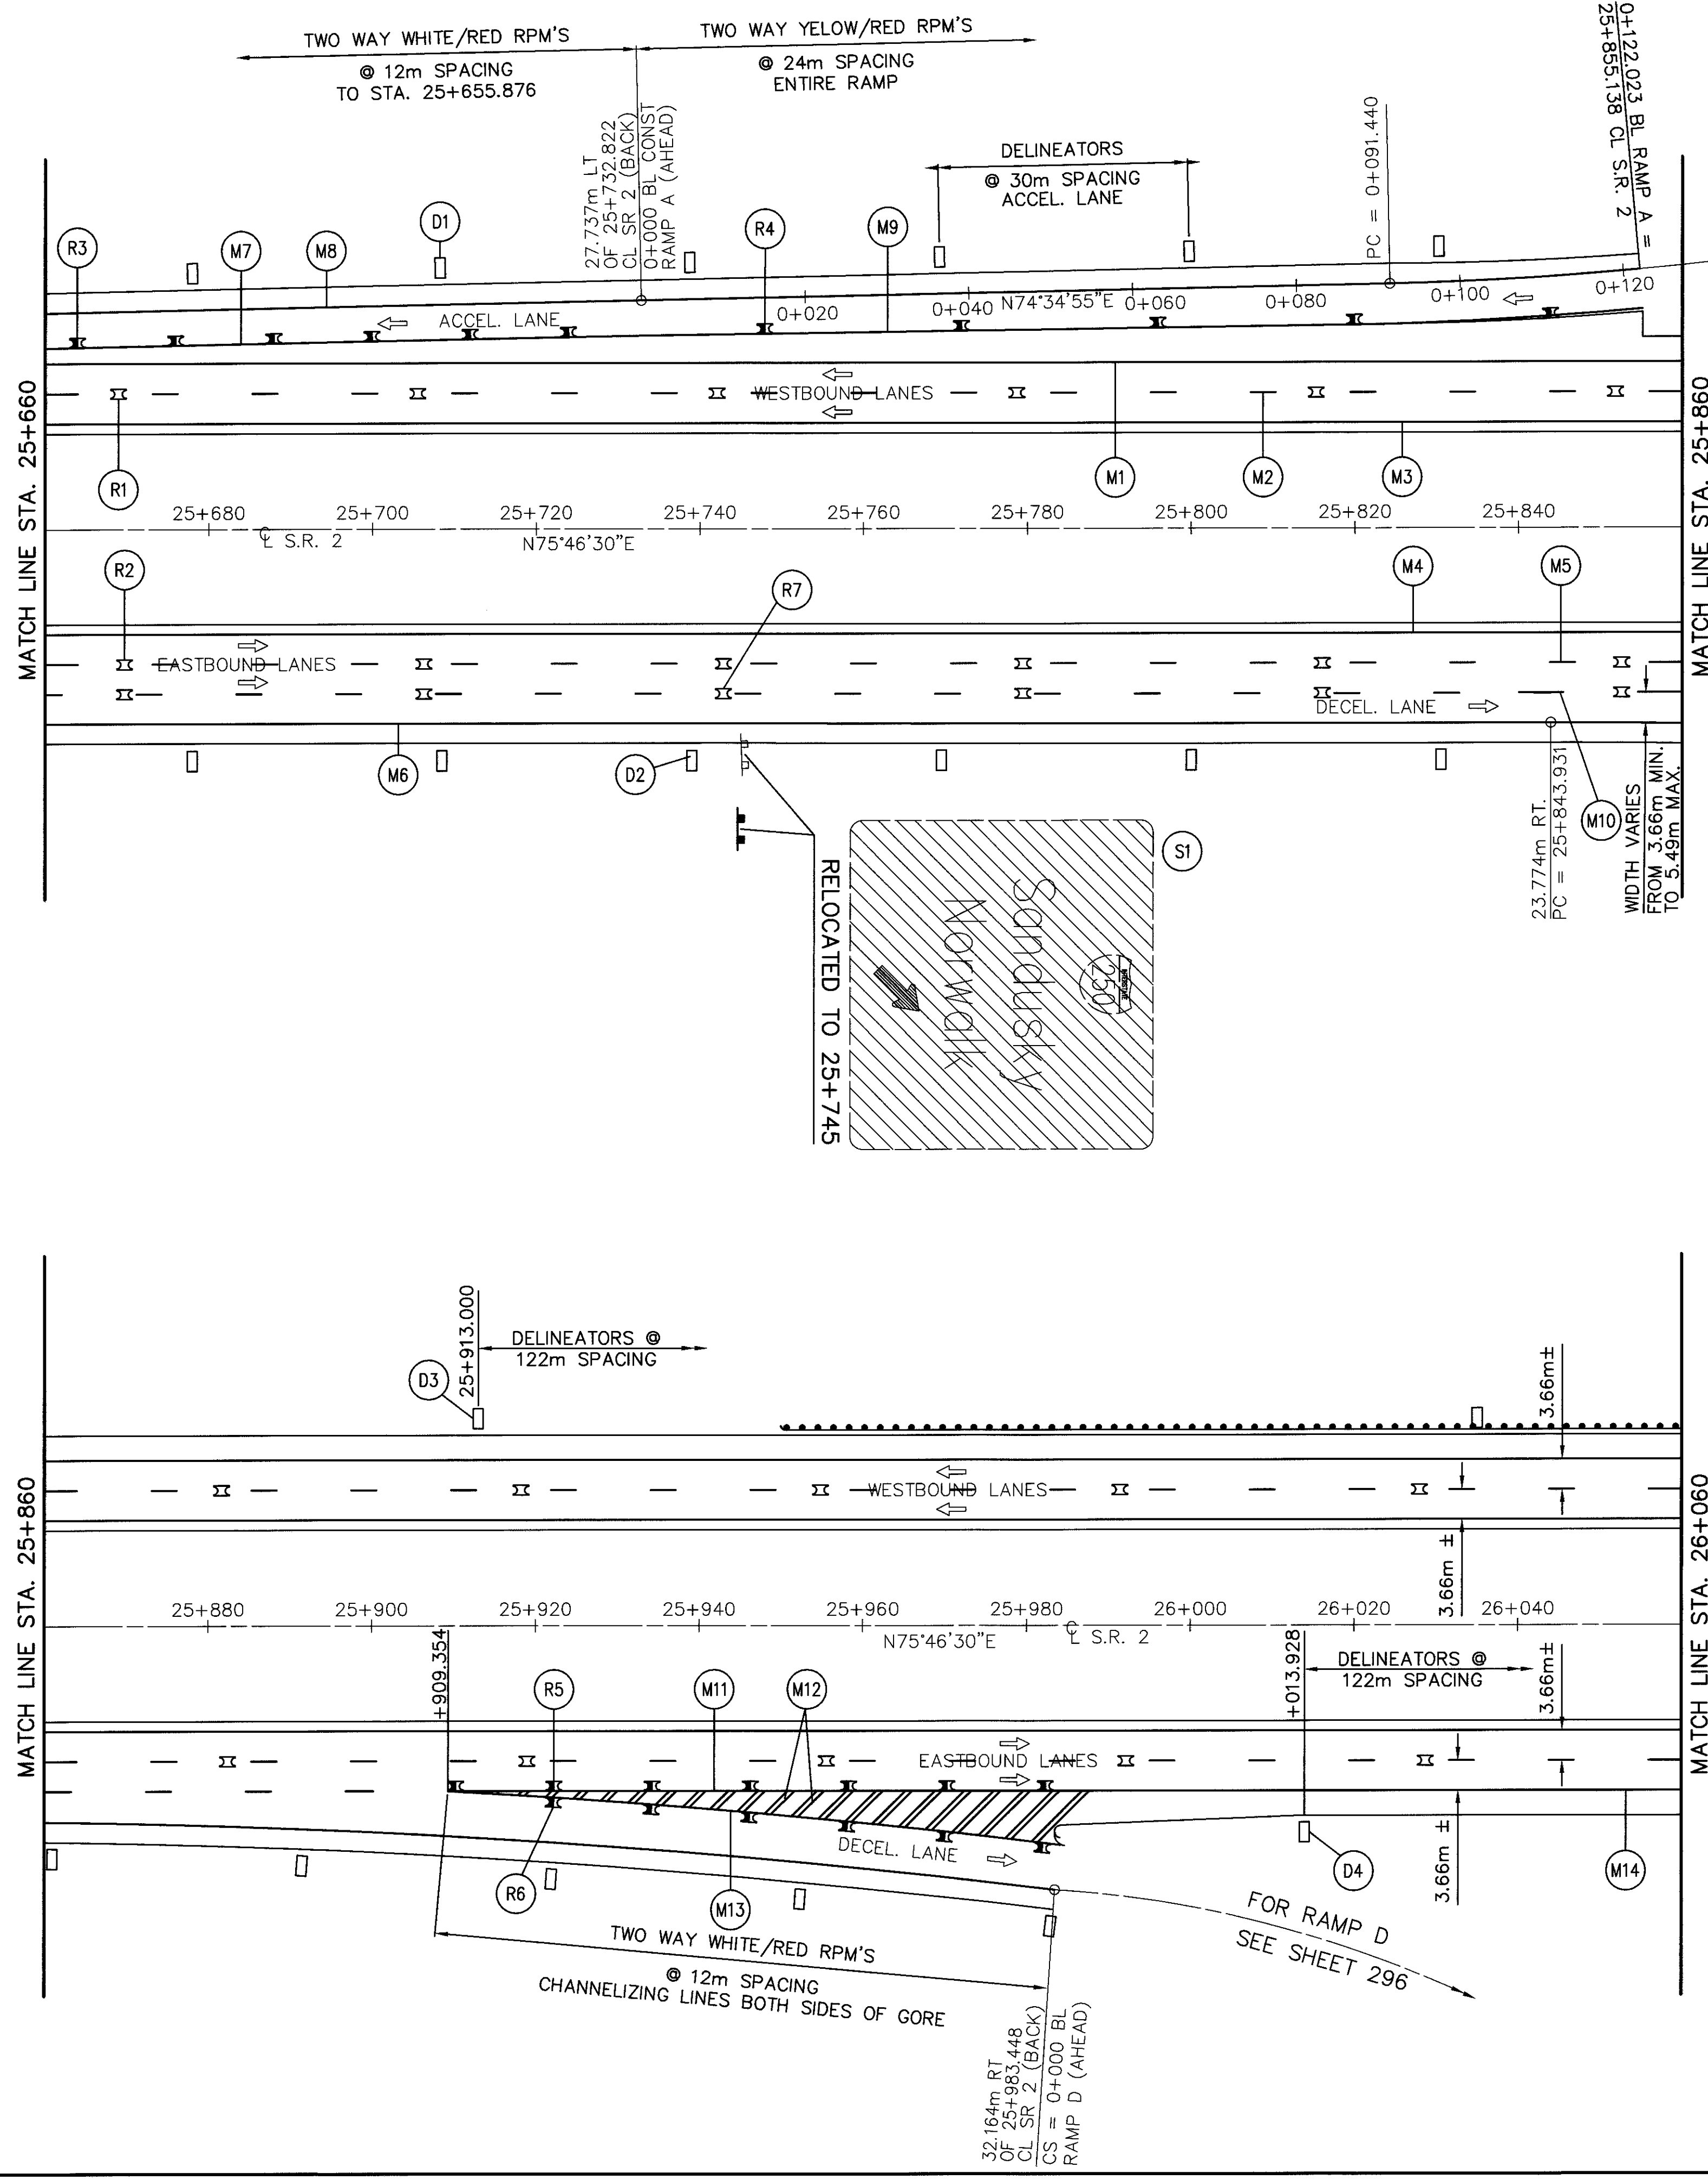 TWO WAY WHITE/RED RPM'S
@ 12m SPACING
TO STA. 25+655.876
TWO WAY YELOW/RED RPM'S
@ 24m SPACING
ENTIRE RAMP
27.737m LT
OF 25+732.822
CL SR 2 (BACK)
0+000 BL CONST
RAMP A (AHEAD)
DELINEATORS
@ 30m SPACING
ACCEL. LANE
PC = 0+091.440
0+122.023 BL RAMP A =
25+855.138 CL S.R. 2
R3
M7
M8
D1
R4
M9
ACCEL. LANE
0+020
0+040
N74°34'55"E
0+060
0+080
0+100
0+120
MATCH LINE STA. 25+660
MATCH LINE STA. 25+860
WESTBOUND LANES
R1
M1
M2
M3
25+680
25+700
25+720
25+740
25+760
25+780
25+800
25+820
25+840
℄ S.R. 2
N75°46'30"E
R2
R7
M4
M5
EASTBOUND LANES
DECEL. LANE
M6
D2
M10
23.774m RT.
PC = 25+843.931
WIDTH VARIES
FROM 3.66m MIN.
TO 5.49m MAX.
RELOCATED TO 25+745
S1
250
Sandusky
Norwalk
25+913.000
DELINEATORS @
122m SPACING
D3
3.66m±
MATCH LINE STA. 25+860
MATCH LINE STA. 26+060
WESTBOUND LANES
3.66m ±
25+880
25+900
25+920
25+940
25+960
25+980
26+000
26+020
26+040
N75°46'30"E
℄ S.R. 2
+909.354
R5
M11
M12
+013.928
DELINEATORS @
122m SPACING
3.66m±
EASTBOUND LANES
DECEL. LANE
3.66m ±
R6
M13
D4
M14
TWO WAY WHITE/RED RPM'S
@ 12m SPACING
CHANNELIZING LINES BOTH SIDES OF GORE
FOR RAMP D
SEE SHEET 296
32.164m RT
OF 25+983.448
CL SR 2 (BACK)
CS = 0+000 BL
RAMP D (AHEAD)